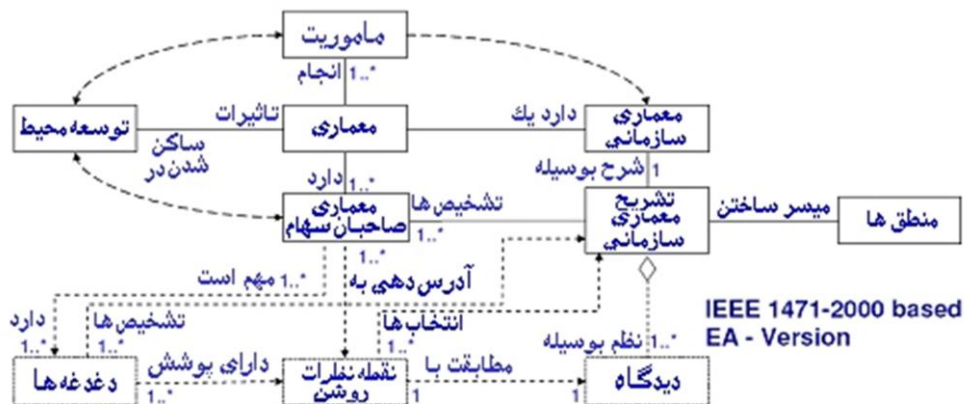 ماموریت
انجام
1..*
توسعه محیط
تاثیرات
معماری
دارد یك
معماری
سازمانی
ساکن
شدن در
شرح بوسیله
1
دارد
1..*
معماری
صاحبان سهام
تشخیص ها
1..*
تشریح
معماری
سازمانی
میسر ساختن
منطق ها
مهم است
1..*
1..*
آدرس دهی به
دارد
1..*
تشخیص ها
1..*
انتخاب ها
1..*
نظم بوسیله
1..*
IEEE 1471-2000 based
EA - Version
دغدغه ها
دارای پوشش
1..*
نقطه نظرات
روشن
مطابقت با
1
1
دیدگاه